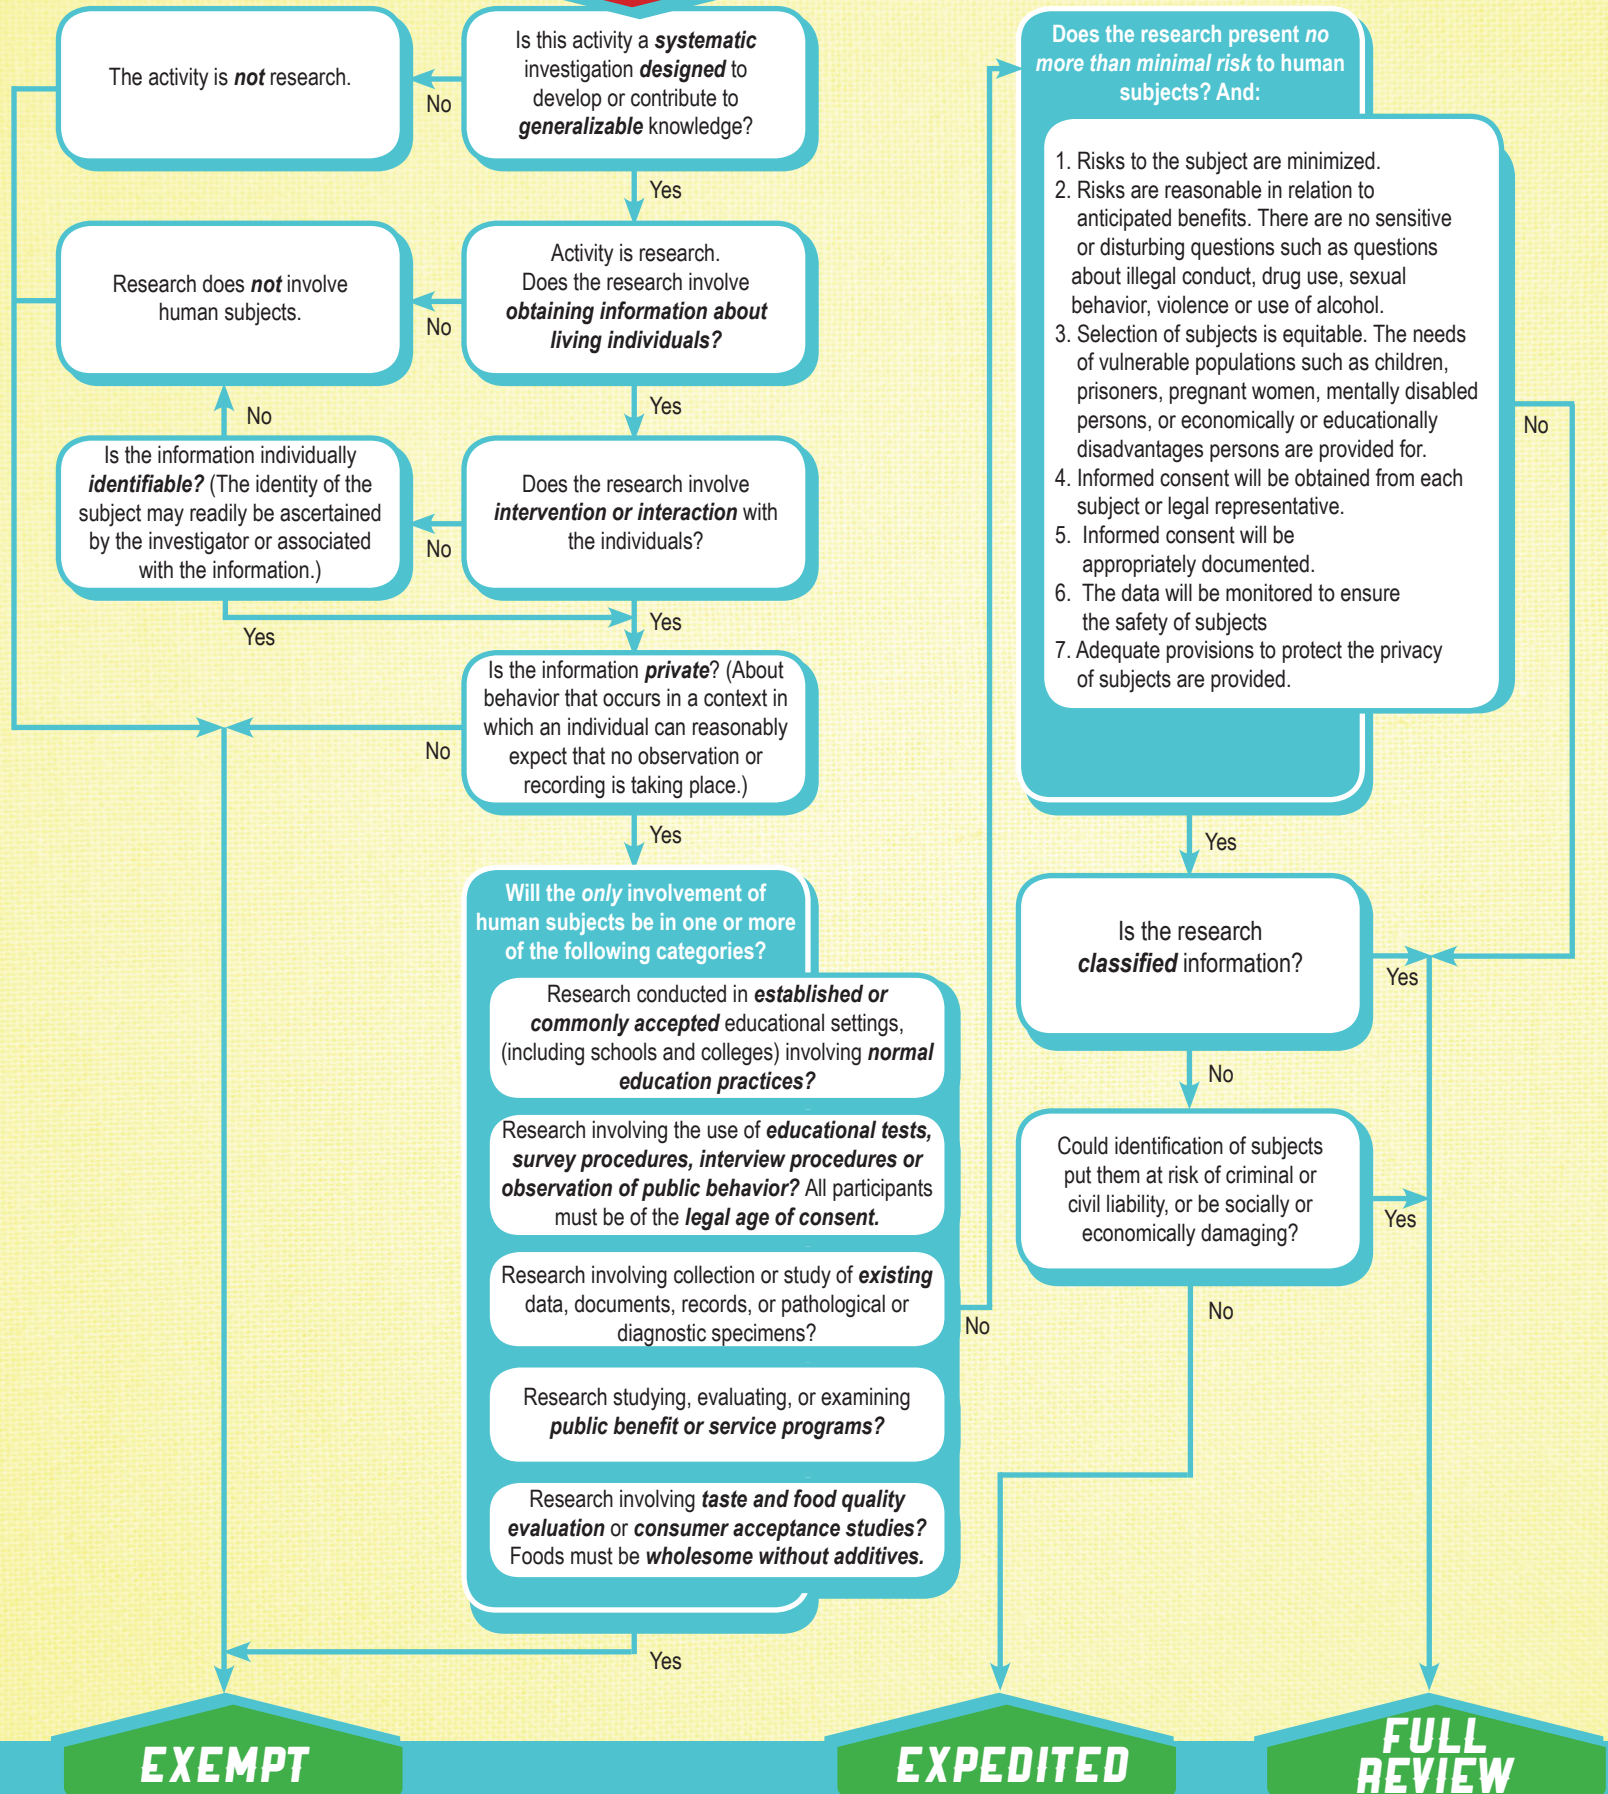 The activity is not research.
Is this activity a systematic
investigation designed to
develop or contribute to
generalizable knowledge?
No
Yes
Research does not involve
human subjects.
Activity is research.
Does the research involve
obtaining information about
living individuals?
No
Yes
No
Is the information individually
identifiable? (The identity of the
subject may readily be ascertained
by the investigator or associated
with the information.)
Does the research involve
intervention or interaction with
the individuals?
No
Yes
Yes
Is the information private? (About
behavior that occurs in a context in
which an individual can reasonably
expect that no observation or
recording is taking place.)
No
Yes
Will the only involvement of
human subjects be in one or more
of the following categories?
Research conducted in established or
commonly accepted educational settings,
(including schools and colleges) involving normal
education practices?
Research involving the use of educational tests,
survey procedures, interview procedures or
observation of public behavior? All participants
must be of the legal age of consent.
Research involving collection or study of existing
data, documents, records, or pathological or
diagnostic specimens?
No
Research studying, evaluating, or examining
public benefit or service programs?
Research involving taste and food quality
evaluation or consumer acceptance studies?
Foods must be wholesome without additives.
Yes
Does the research present no
more than minimal risk to human
subjects? And:
1. Risks to the subject are minimized.
2. Risks are reasonable in relation to
anticipated benefits. There are no sensitive
or disturbing questions such as questions
about illegal conduct, drug use, sexual
behavior, violence or use of alcohol.
3. Selection of subjects is equitable. The needs
of vulnerable populations such as children,
prisoners, pregnant women, mentally disabled
persons, or economically or educationally
disadvantages persons are provided for.
4. Informed consent will be obtained from each
subject or legal representative.
5. Informed consent will be
appropriately documented.
6. The data will be monitored to ensure
the safety of subjects
7. Adequate provisions to protect the privacy
of subjects are provided.
No
Yes
Is the research
classified information?
Yes
No
Could identification of subjects
put them at risk of criminal or
civil liability, or be socially or
economically damaging?
Yes
No
EXEMPT
EXPEDITED
FULL
REVIEW